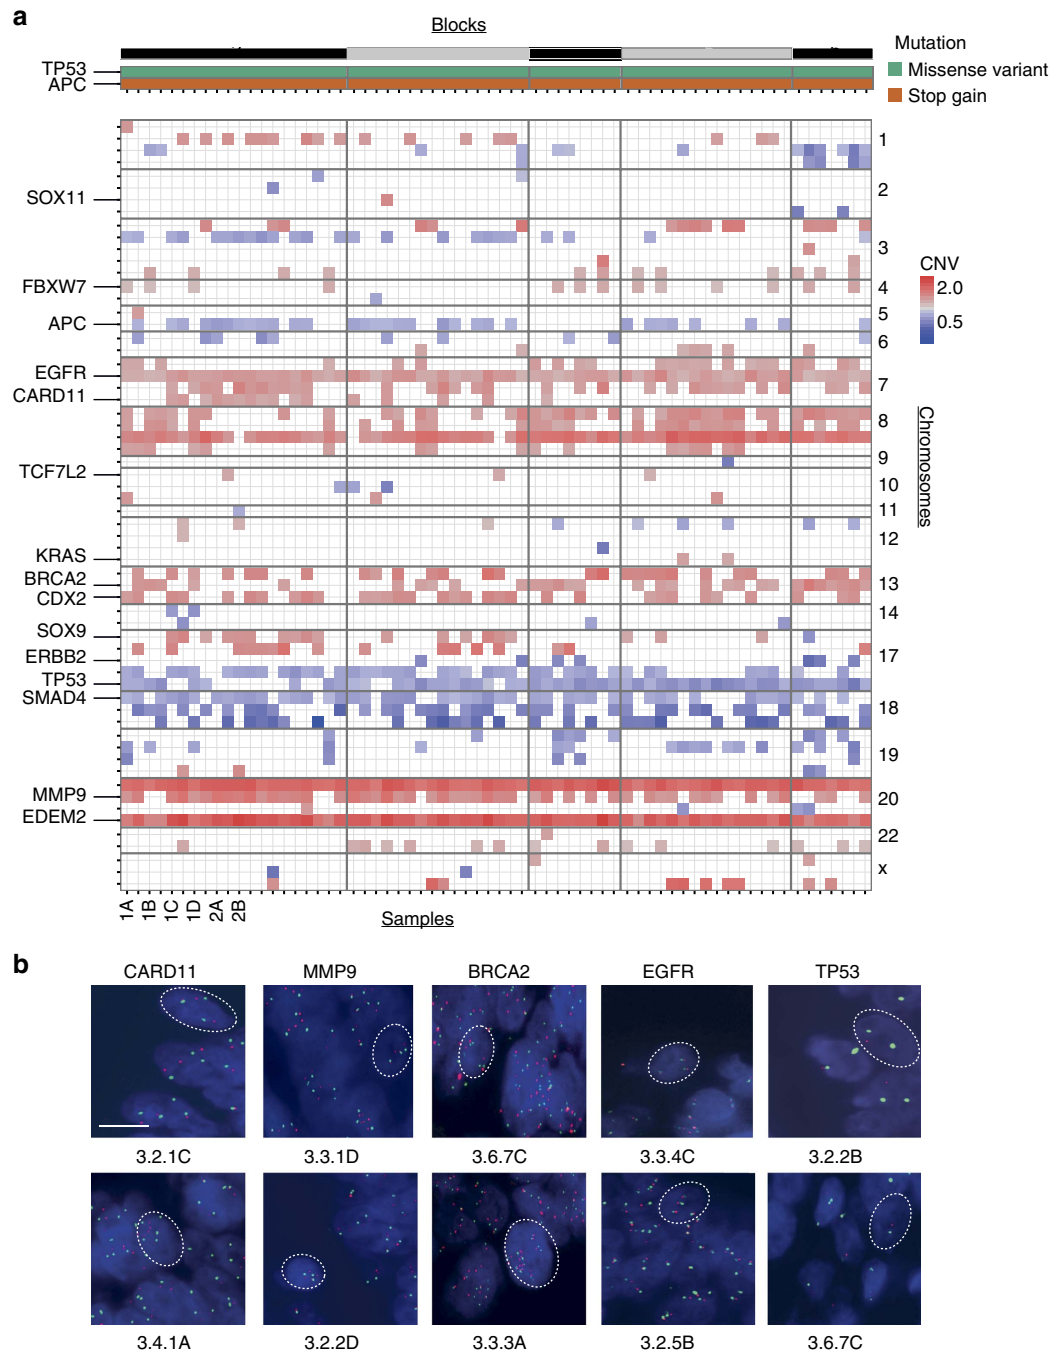 a
Blocks
Mutation
TP53
Missense variant
APC
Stop gain
1
2
SOX11
3
CNV
FBXW7
4
2.0
5
APC
0.5
6
EGFR
7
CARD11
8
Chromosomes
9
TCF7L2
10
11
12
KRAS
BRCA2
13
CDX2
14
SOX9
17
ERBB2
TP53
SMAD4
18
19
MMP9
20
EDEM2
22
x
1A
1B
1C
1D
2A
2B
Samples
b
CARD11 MMP9 BRCA2 EGFR TP53
3.2.1C 3.3.1D 3.6.7C 3.3.4C 3.2.2B
3.4.1A 3.2.2D 3.3.3A 3.2.5B 3.6.7C